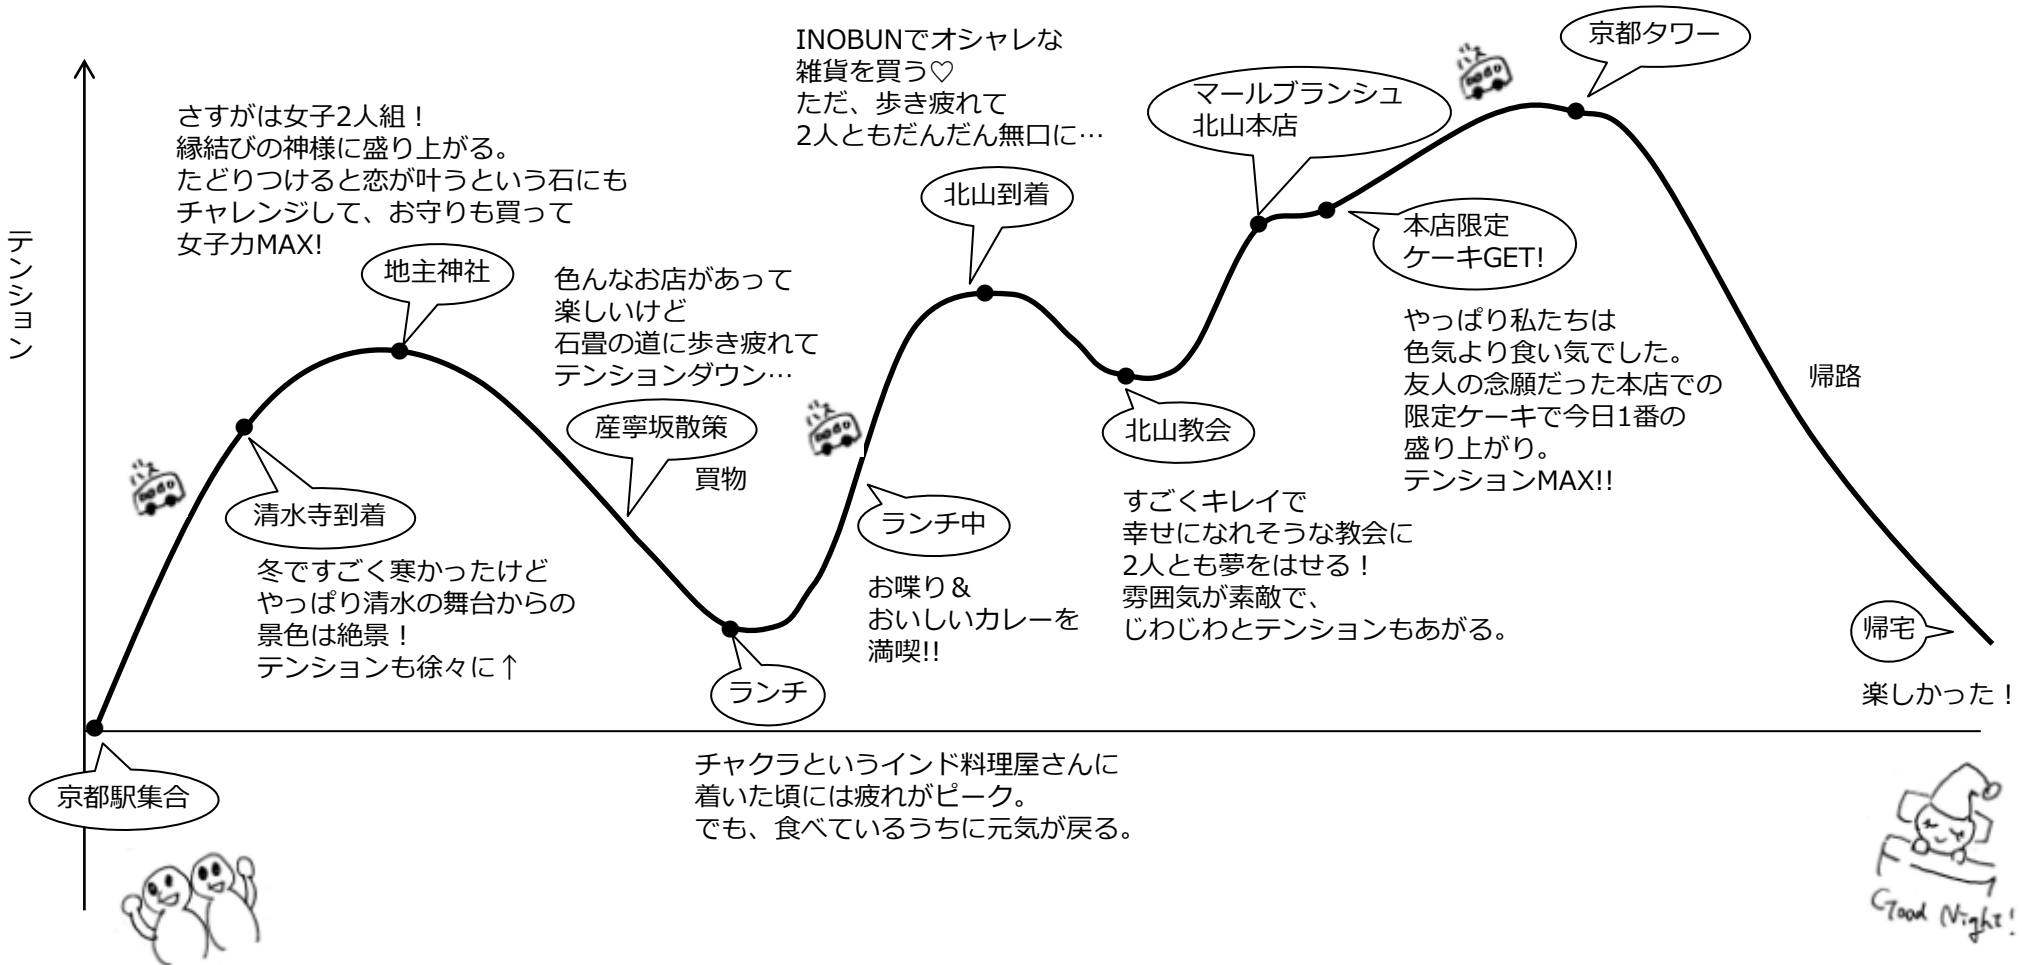 テンション
さすがは女子2人組！
縁結びの神様に盛り上がる。
たどりつけると恋が叶うという石にも
チャレンジして、お守りも買って
女子力MAX!
地主神社
清水寺到着
冬ですごく寒かったけど
やっぱり清水の舞台からの
景色は絶景！
テンションも徐々に↑
バス
京都駅集合
色んなお店があって
楽しいけど
石畳の道に歩き疲れて
テンションダウン…
産寧坂散策
買物
ランチ
チャクラというインド料理屋さんに
着いた頃には疲れがピーク。
でも、食べているうちに元気が戻る。
バス
ランチ中
お喋り＆
おいしいカレーを
満喫!!
INOBUNでオシャレな
雑貨を買う♡
ただ、歩き疲れて
2人ともだんだん無口に…
北山到着
北山教会
すごくキレイで
幸せになれそうな教会に
2人とも夢をはせる！
雰囲気が素敵で、
じわじわとテンションもあがる。
マールブランシュ
北山本店
本店限定
ケーキGET!
やっぱり私たちは
色気より食い気でした。
友人の念願だった本店での
限定ケーキで今日1番の
盛り上がり。
テンションMAX!!
バス
京都タワー
帰路
帰宅
楽しかった！
Good Night!